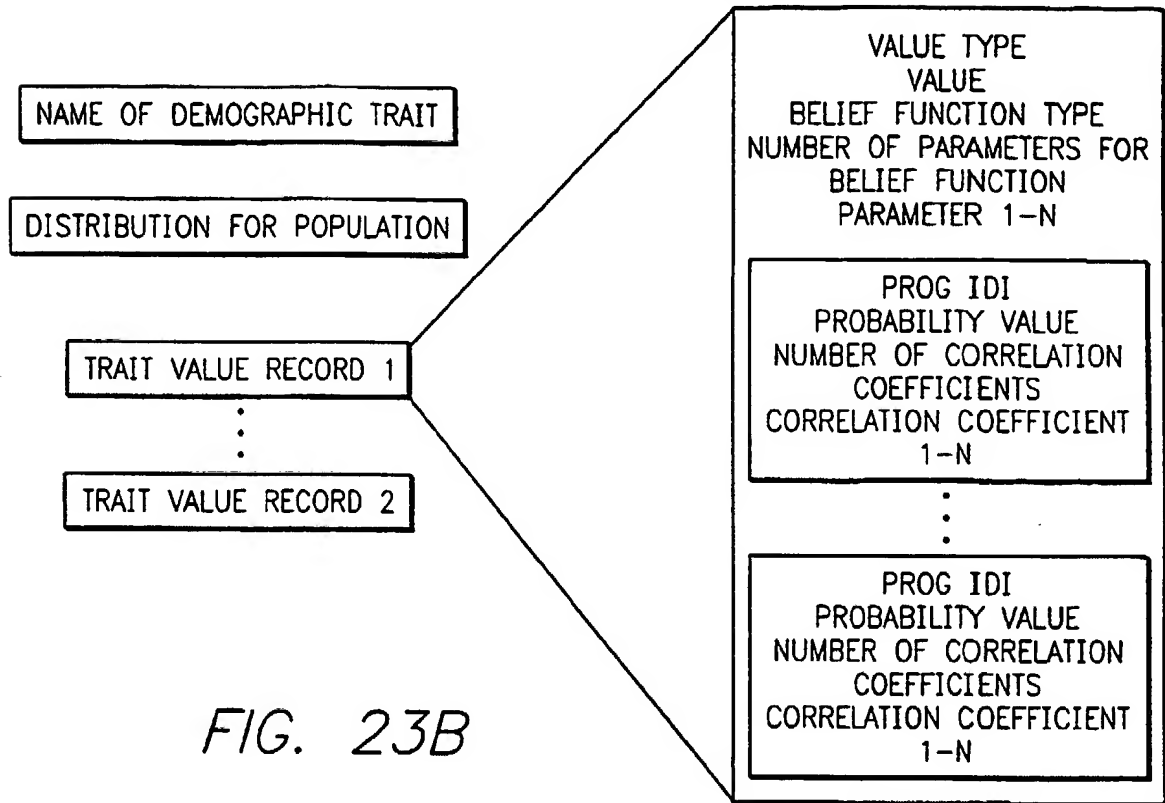 NAME OF DEMOGRAPHIC TRAIT
DISTRIBUTION FOR POPULATION
TRAIT VALUE RECORD 1
TRAIT VALUE RECORD 2
VALUE TYPE
VALUE
BELIEF FUNCTION TYPE
NUMBER OF PARAMETERS FOR
BELIEF FUNCTION
PARAMETER 1-N
PROG IDI
PROBABILITY VALUE
NUMBER OF CORRELATION
COEFFICIENTS
CORRELATION COEFFICIENT
1-N
PROG IDI
PROBABILITY VALUE
NUMBER OF CORRELATION
COEFFICIENTS
CORRELATION COEFFICIENT
1-N
FIG. 23B